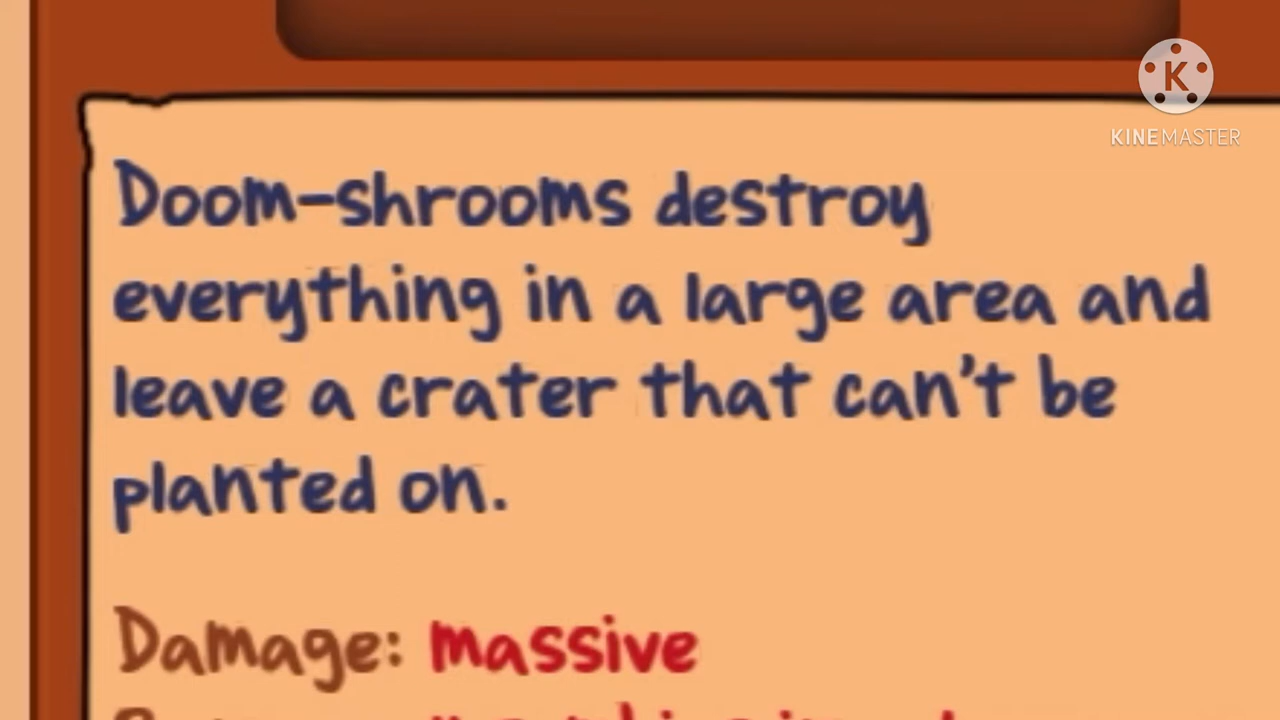 K
KINEMASTER
Doom-shrooms destroy
everything in a large area and
leave a crater that can't be
planted on.
Damage: massive